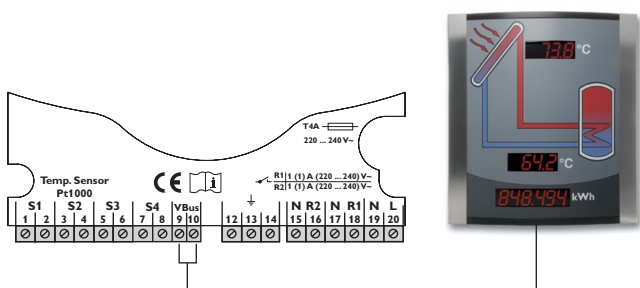 T4A
220 ... 240 V~
Temp. Sensor
Pt1000
CE i
R1 1 (1) A (220 ... 240) V~
R2 1 (1) A (220 ... 240) V~
S1 S2 S3 S4 VBus N R2 N R1 N L
1 2 3 4 5 6 7 8 9 10 12 13 14 15 16 17 18 19 20
73.8 °C
64.2 °C
848.494 kWh